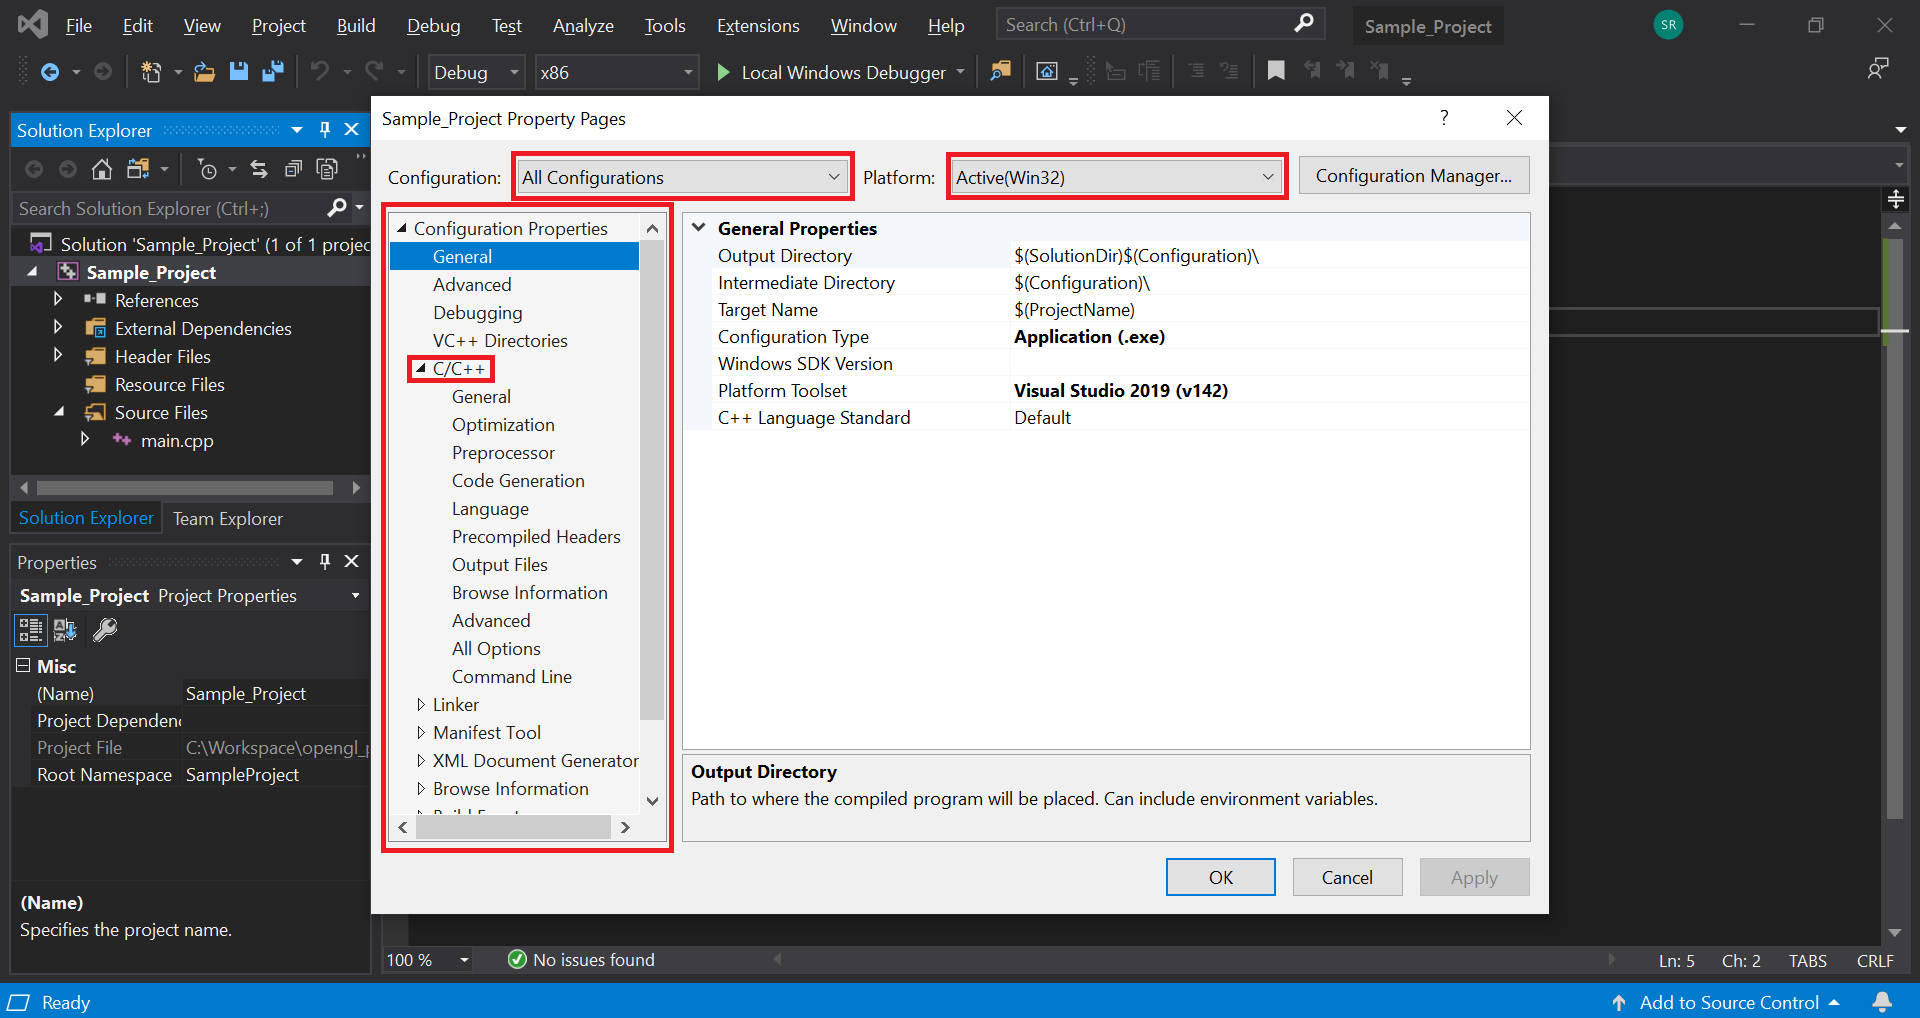 File Edit View Project Build Debug Test Analyze Tools Extensions Window Help Search (Ctrl+Q) Sample_Project SR
Debug x86 Local Windows Debugger
Solution Explorer
Search Solution Explorer (Ctrl+;)
Solution 'Sample_Project' (1 of 1 projec
Sample_Project
References
External Dependencies
Header Files
Resource Files
Source Files
main.cpp
Solution Explorer Team Explorer
Properties
Sample_Project Project Properties
Misc
(Name) Sample_Project
Project Dependenc
Project File C:\Workspace\opengl_p
Root Namespace SampleProject
(Name)
Specifies the project name.
Sample_Project Property Pages ?
Configuration: All Configurations Platform: Active(Win32) Configuration Manager...
Configuration Properties
General
Advanced
Debugging
VC++ Directories
C/C++
General
Optimization
Preprocessor
Code Generation
Language
Precompiled Headers
Output Files
Browse Information
Advanced
All Options
Command Line
Linker
Manifest Tool
XML Document Generator
Browse Information
General Properties
Output Directory $(SolutionDir)$(Configuration)\
Intermediate Directory $(Configuration)\
Target Name $(ProjectName)
Configuration Type Application (.exe)
Windows SDK Version
Platform Toolset Visual Studio 2019 (v142)
C++ Language Standard Default
Output Directory
Path to where the compiled program will be placed. Can include environment variables.
OK Cancel Apply
100 % No issues found Ln: 5 Ch: 2 TABS CRLF
Ready Add to Source Control